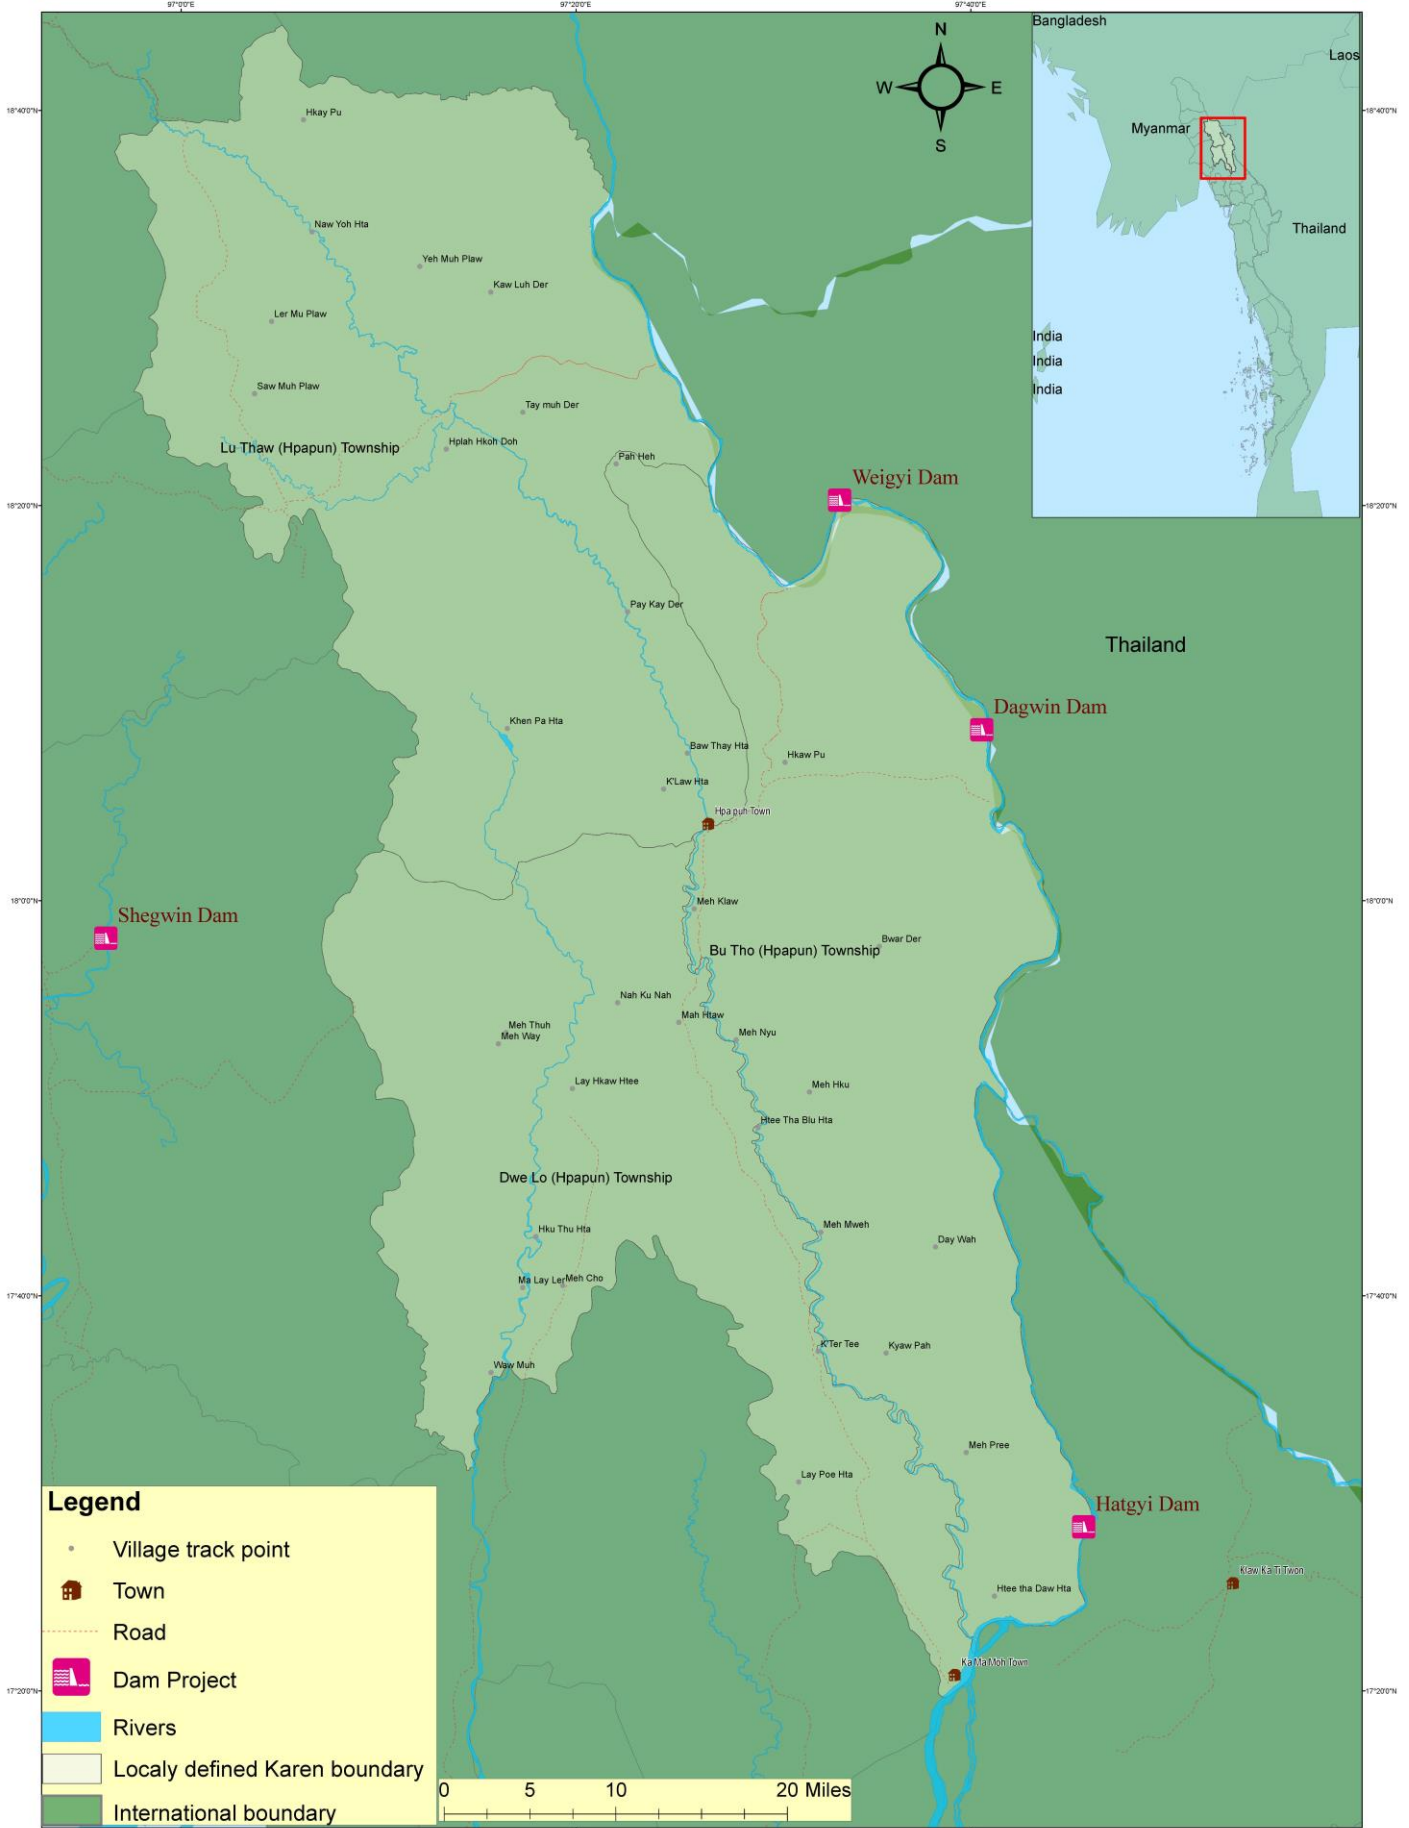 97°0'0"E
97°20'0"E
97°40'0"E
Bangladesh
Laos
Myanmar
Thailand
India
India
India
N
W
E
S
18°40'0"N
18°40'0"N
Hkay Pu
Naw Yoh Hta
Yeh Muh Plaw
Kaw Luh Der
Ler Mu Plaw
Saw Muh Plaw
Tay muh Der
Lu Thaw (Hpapun) Township
Hplah Hkoh Doh
Pah Heh
Weigyi Dam
18°20'0"N
18°20'0"N
Pay Kay Der
Thailand
Dagwin Dam
Khen Pa Hta
Baw Thay Hta
Hkaw Pu
K'Law Hta
Hpa puh Town
18°0'0"N
18°0'0"N
Meh Klaw
Shegwin Dam
Bwar Der
Bu Tho (Hpapun) Township
Nah Ku Nah
Mah Htaw
Meh Thuh
Meh Way
Meh Nyu
Lay Hkaw Htee
Meh Hku
Htee Tha Blu Hta
Dwe Lo (Hpapun) Township
Hku Thu Hta
Meh Mweh
Day Wah
Ma Lay Ler
Meh Cho
17°40'0"N
17°40'0"N
K'Ter Tee
Kyaw Pah
Waw Muh
Meh Pree
Lay Poe Hta
Hatgyi Dam
Klaw Ka Ti Twon
Htee tha Daw Hta
Ka Ma Moh Town
17°20'0"N
17°20'0"N
Legend
Village track point
Town
Road
Dam Project
Rivers
Localy defined Karen boundary
International boundary
0 5 10 20 Miles